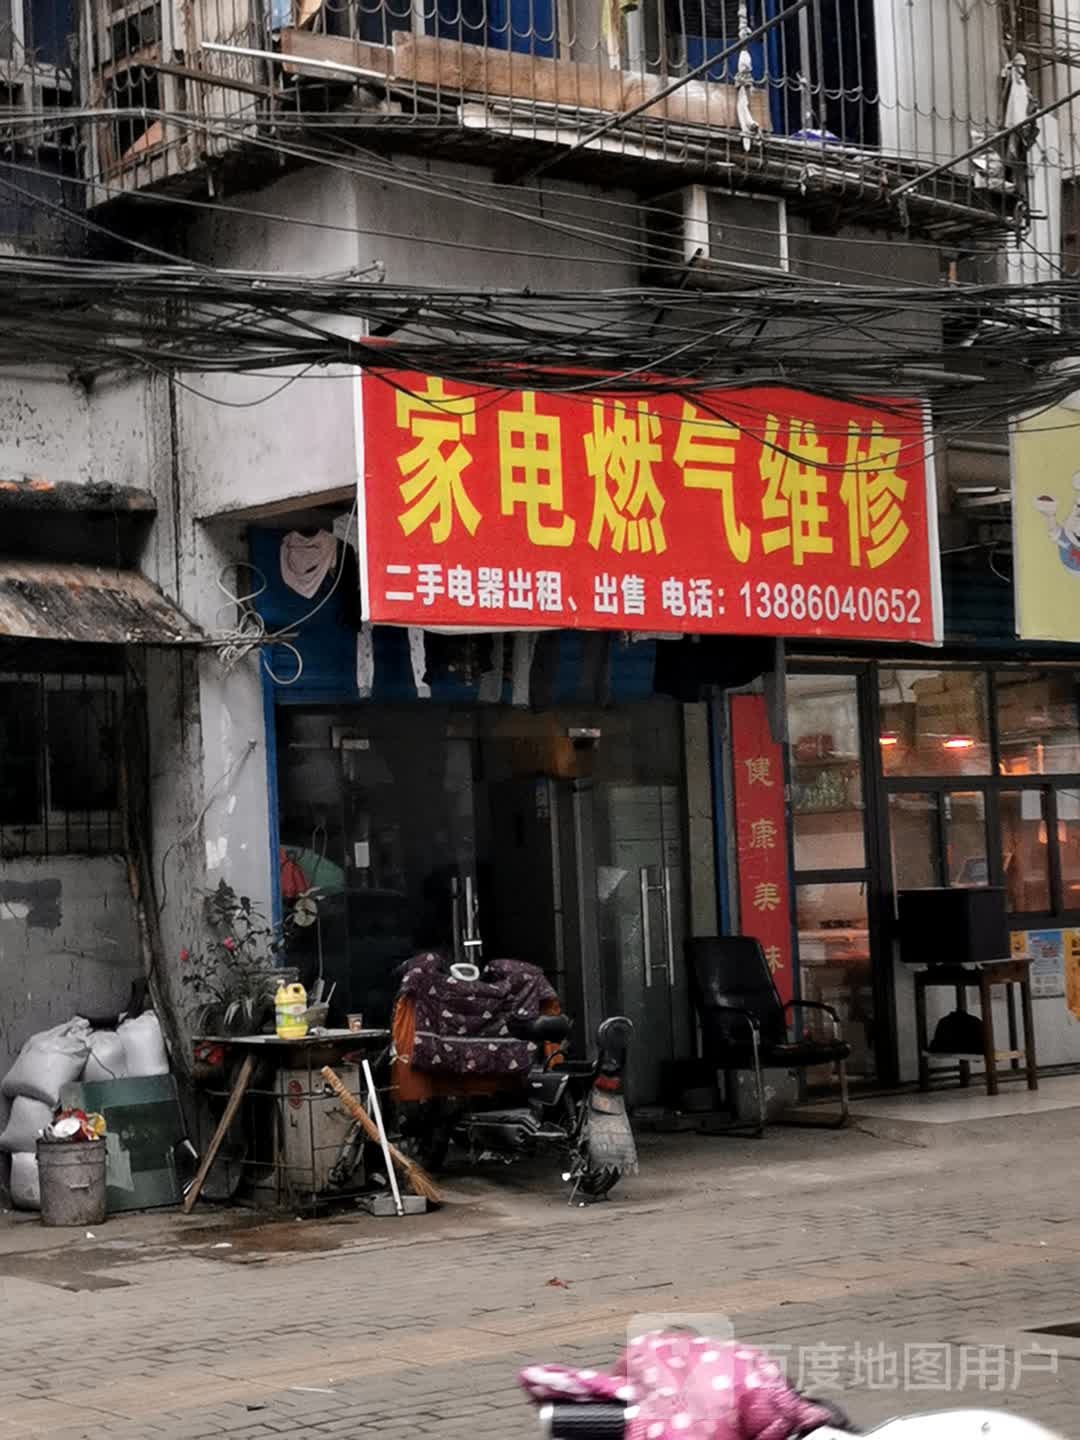 家电燃气维修
二手电器出租、出售 电话：13886040652
健康美味
百度地图用户